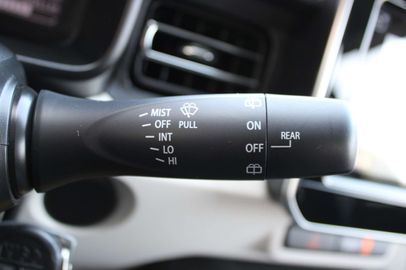 MIST
OFF PULL
INT ON
LO OFF REAR
HI